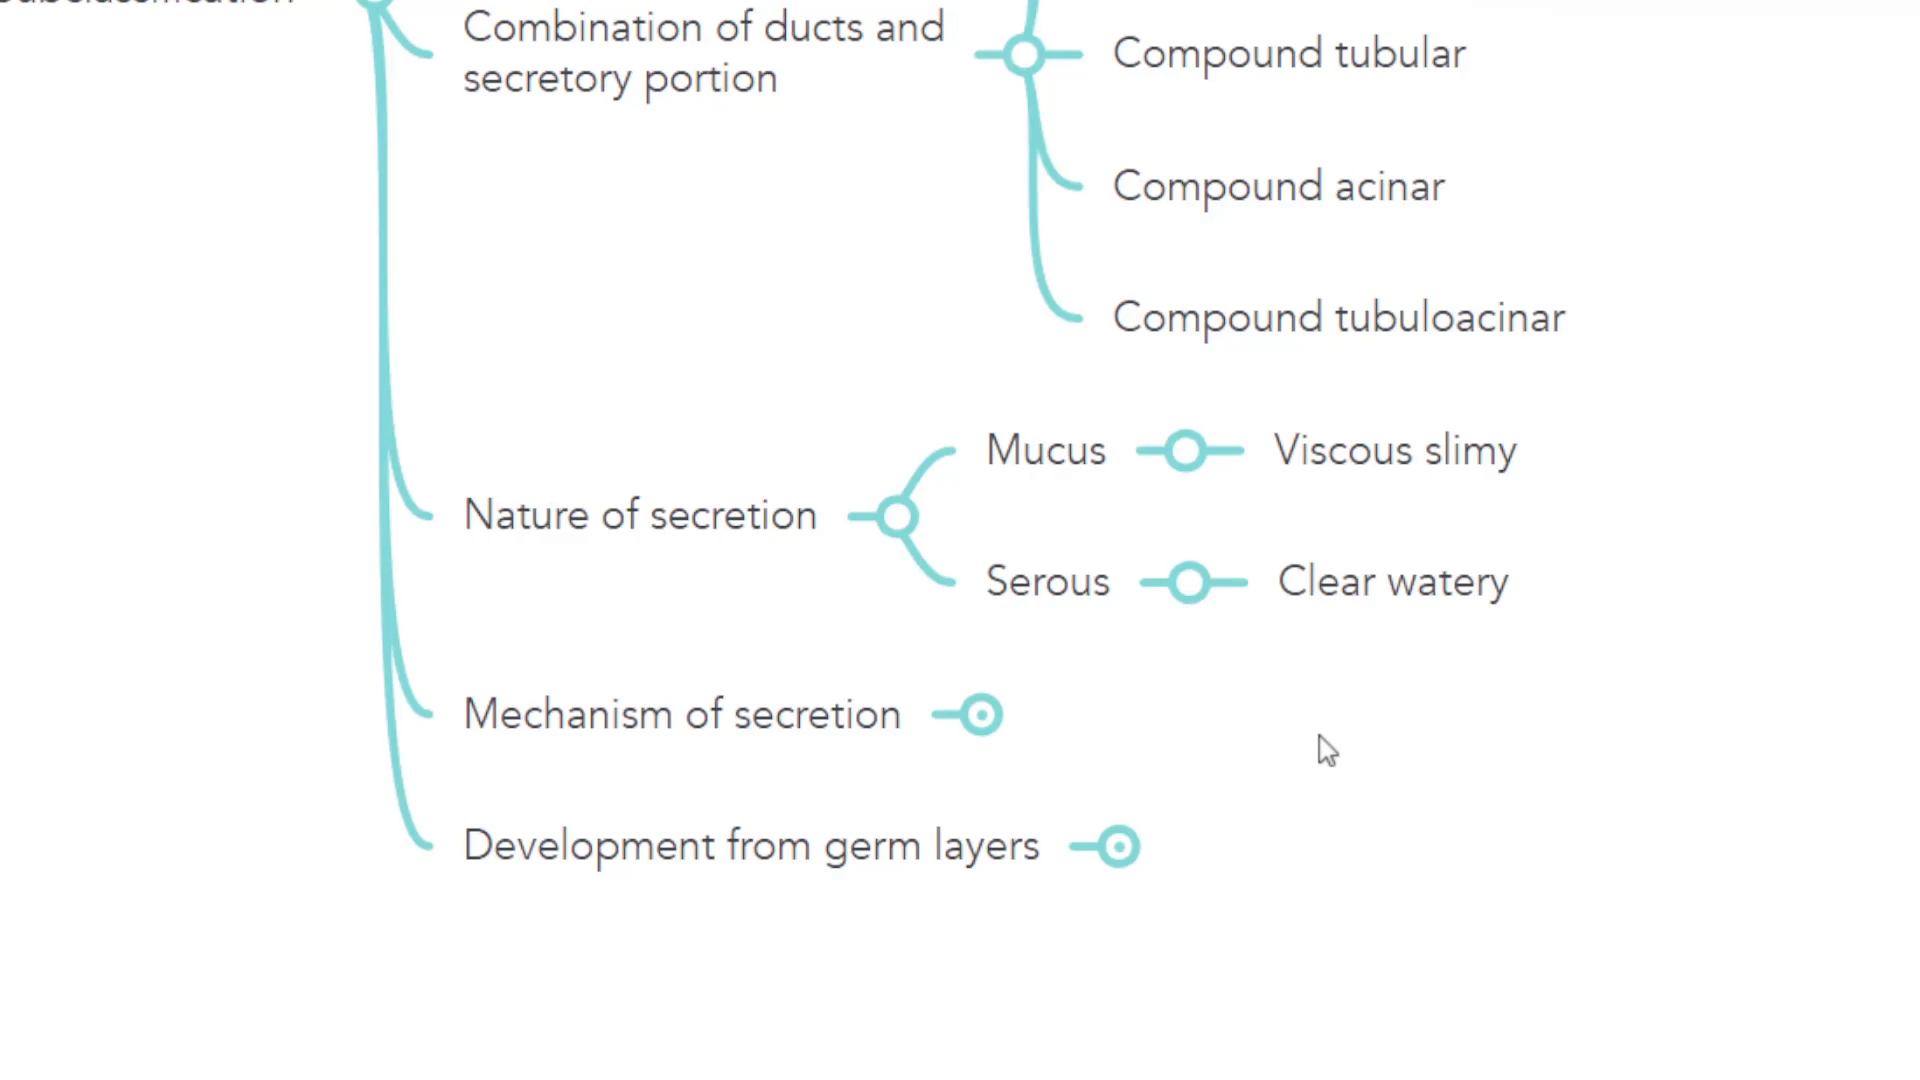 Combination of ducts and
secretory portion
Compound tubular
Compound acinar
Compound tubuloacinar
Nature of secretion
Mucus
Viscous slimy
Serous
Clear watery
Mechanism of secretion
Development from germ layers